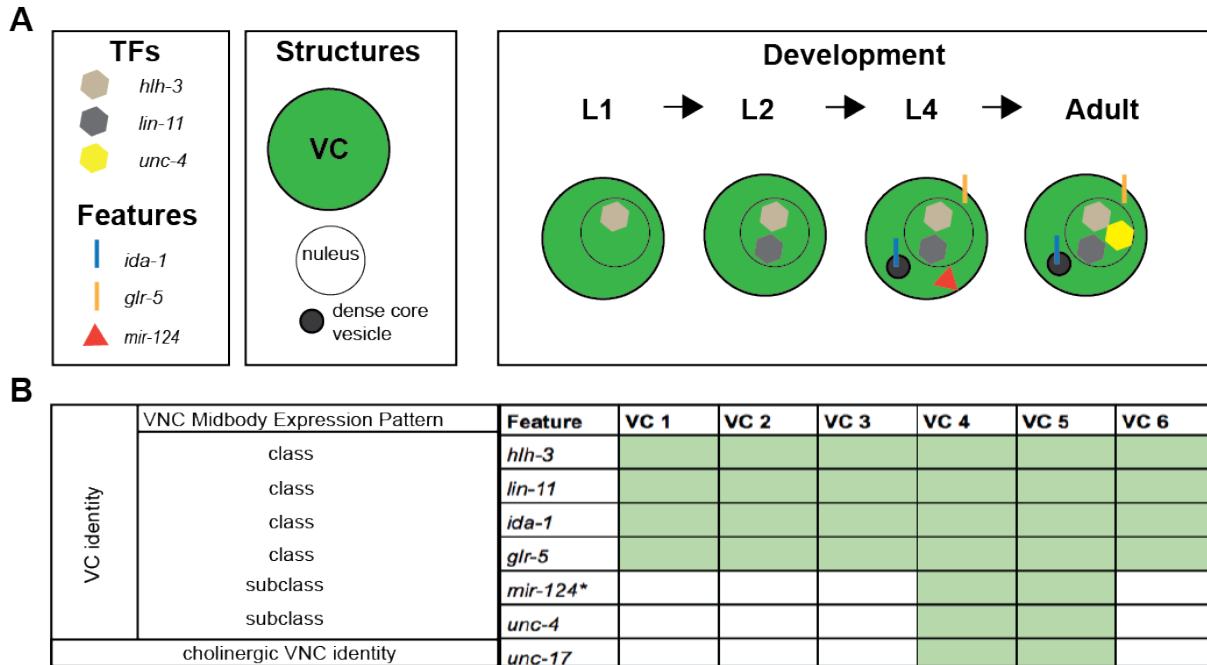 A
TFs
hlh-3
lin-11
unc-4
Features
ida-1
glr-5
mir-124
Structures
VC
nuleus
dense core
vesicle
Development
L1 L2 L4 Adult
B
VC identity
VNC Midbody Expression Pattern Feature VC 1 VC 2 VC 3 VC 4 VC 5 VC 6
class hlh-3
class lin-11
class ida-1
class glr-5
subclass mir-124*
subclass unc-4
cholinergic VNC identity unc-17